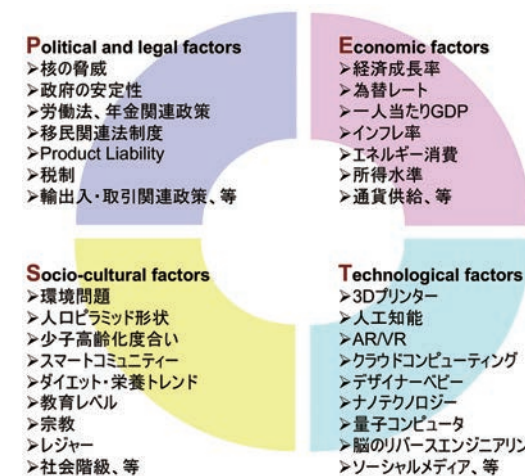 Political and legal factors
➤核の脅威
➤政府の安定性
➤労働法、年金関連政策
➤移民関連法制度
➤Product Liability
➤税制
➤輸出入・取引関連政策、等
Economic factors
➤経済成長率
➤為替レート
➤一人当たりGDP
➤インフレ率
➤エネルギー消費
➤所得水準
➤通貨供給、等
Socio-cultural factors
➤環境問題
➤人口ピラミッド形状
➤少子高齢化度合い
➤スマートコミュニティー
➤ダイエット・栄養トレンド
➤教育レベル
➤宗教
➤レジャー
➤社会階級、等
Technological factors
➤3Dプリンター
➤人工知能
➤AR/VR
➤クラウドコンピューティング
➤デザイナーベビー
➤ナノテクノロジー
➤量子コンピュータ
➤脳のリバースエンジニアリン
➤ソーシャルメディア、等